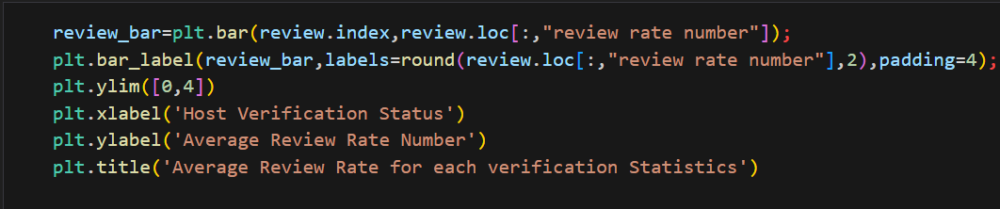 review_bar=plt.bar(review.index,review.loc[:,"review rate number"]);
plt.bar_label(review_bar,labels=round(review.loc[:,"review rate number"],2),padding=4);
plt.ylim([0,4])
plt.xlabel('Host Verification Status')
plt.ylabel('Average Review Rate Number')
plt.title('Average Review Rate for each verification Statistics')